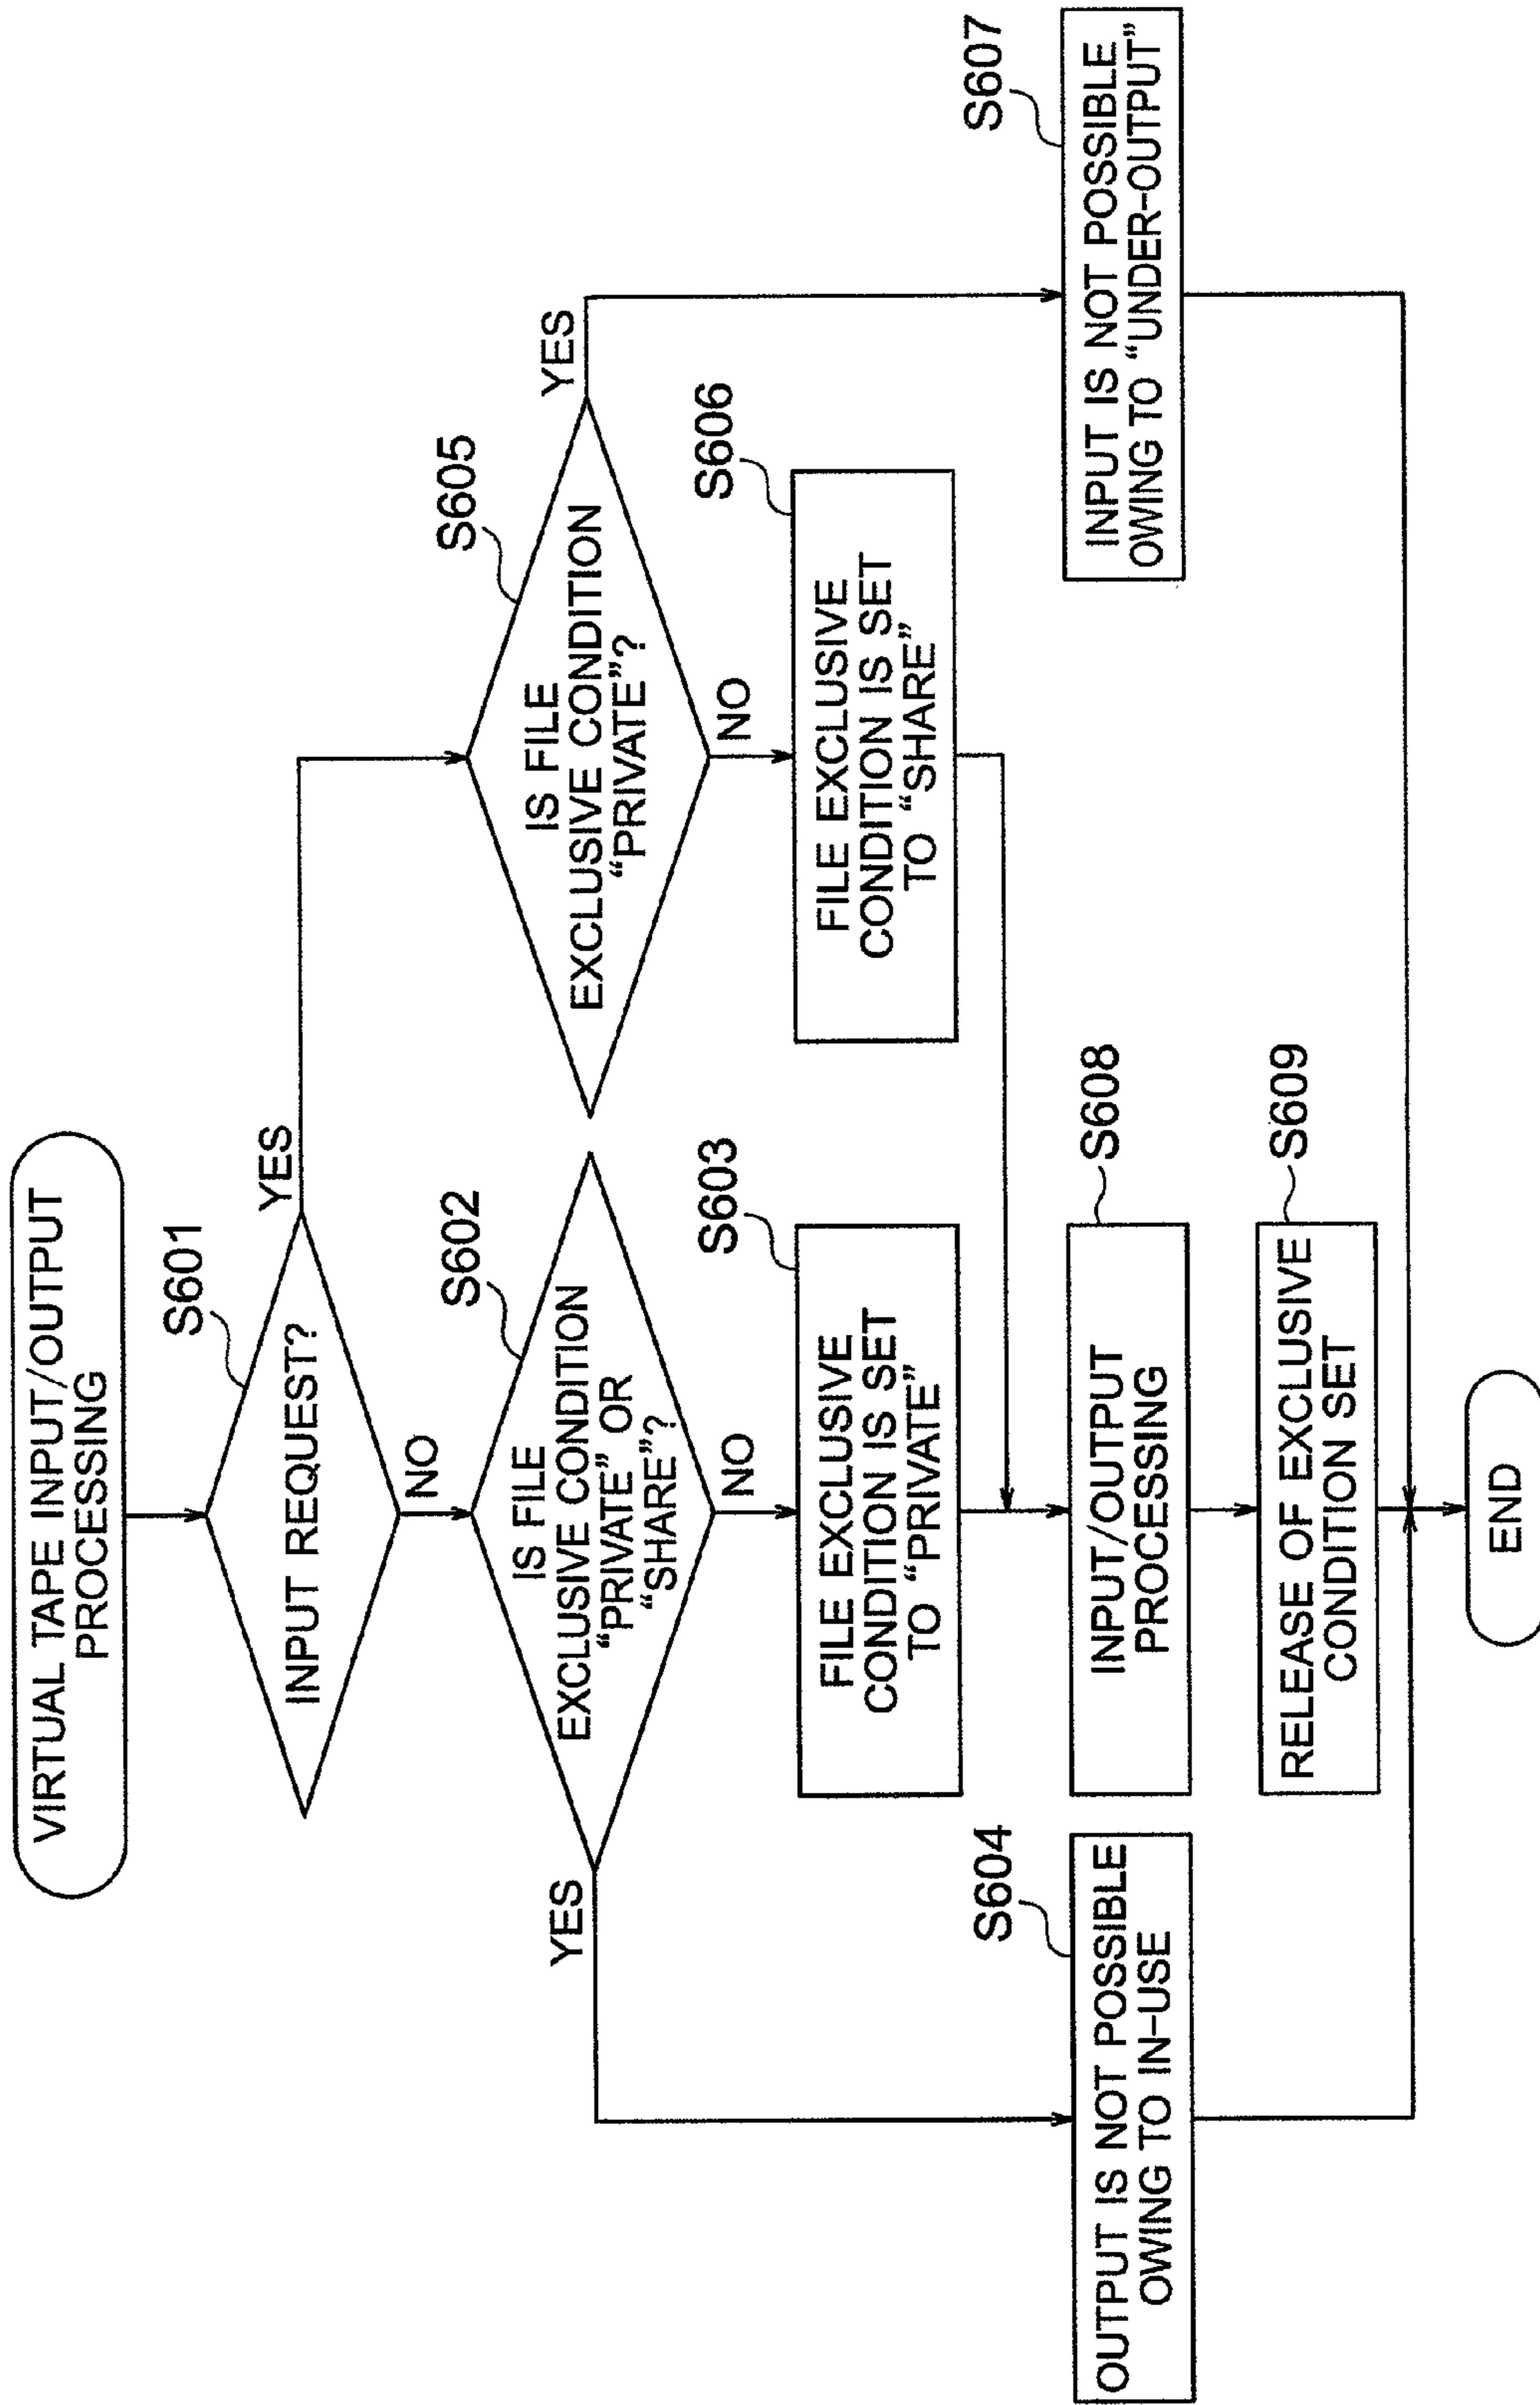 VIRTUAL TAPE INPUT/OUTPUT
PROCESSING
S601
INPUT REQUEST?
YES
NO
S602
IS FILE
EXCLUSIVE CONDITION
“PRIVATE” OR
“SHARE”?
YES
NO
S603
FILE EXCLUSIVE
CONDITION IS SET
TO “PRIVATE”
S604
OUTPUT IS NOT POSSIBLE
OWING TO IN-USE
S605
IS FILE
EXCLUSIVE CONDITION
“PRIVATE”?
YES
NO
S606
FILE EXCLUSIVE
CONDITION IS SET
TO “SHARE”
S607
INPUT IS NOT POSSIBLE
OWING TO “UNDER-OUTPUT”
S608
INPUT/OUTPUT
PROCESSING
S609
RELEASE OF EXCLUSIVE
CONDITION SET
END